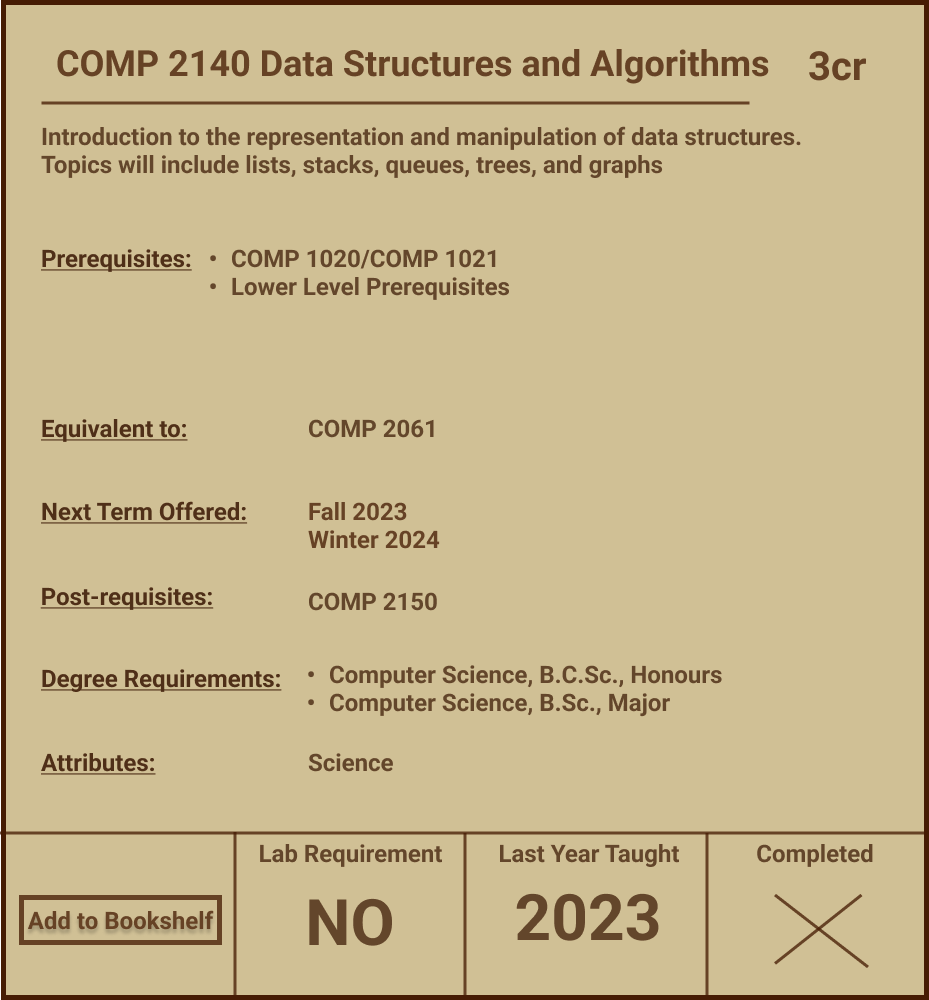 COMP 2140 Data Structures and Algorithms 3cr
Introduction to the representation and manipulation of data structures.
Topics will include lists, stacks, queues, trees, and graphs
Prerequisites: • COMP 1020/COMP 1021
• Lower Level Prerequisites
Equivalent to: COMP 2061
Next Term Offered: Fall 2023
Winter 2024
Post-requisites: COMP 2150
Degree Requirements: • Computer Science, B.C.Sc., Honours
• Computer Science, B.Sc., Major
Attributes: Science
Lab Requirement Last Year Taught Completed
Add to Bookshelf NO 2023